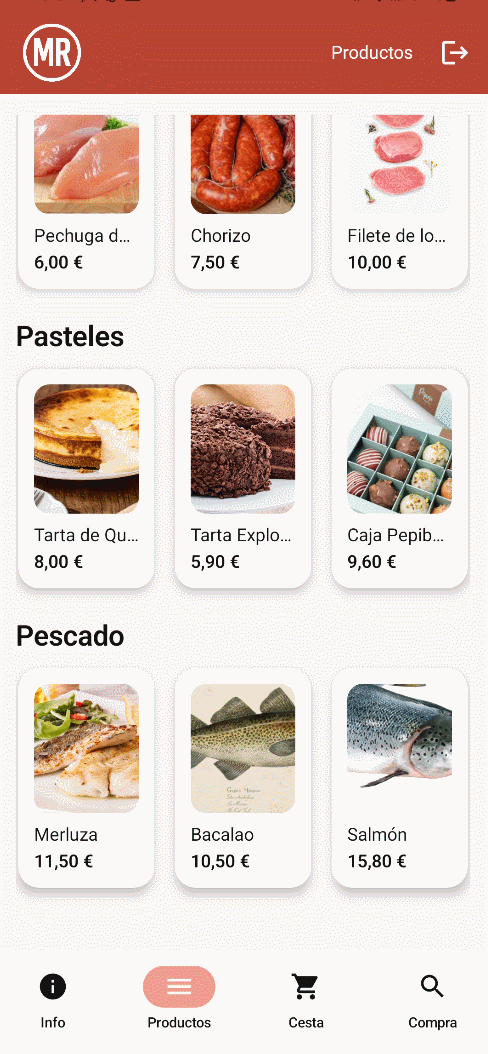 MR
Productos
Pechuga d...
6,00 €
Chorizo
7,50 €
Filete de lo...
10,00 €
Pasteles
Tarta de Qu...
8,00 €
Tarta Explo...
5,90 €
Caja Pepib...
9,60 €
Pescado
Merluza
11,50 €
Bacalao
10,50 €
Salmón
15,80 €
Info
Productos
Cesta
Compra